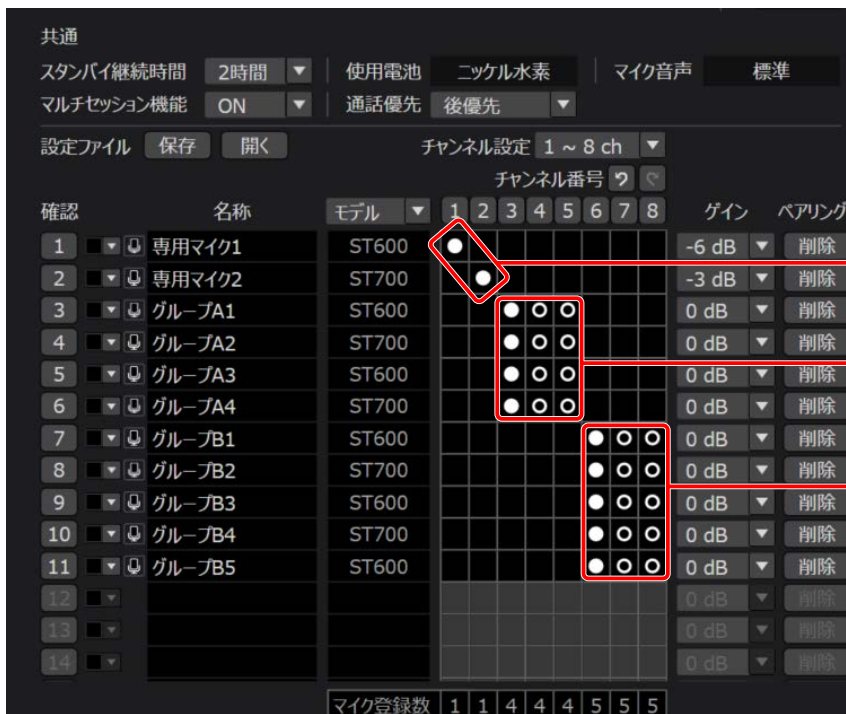 共通
スタンバイ継続時間 2時間 ▼ 使用電池 ニッケル水素 マイク音声 標準
マルチセッション機能 ON ▼ 通話優先 後優先 ▼
設定ファイル 保存 開く チャンネル設定 1 ~ 8 ch ▼
チャンネル番号
確認 名称 モデル ▼ 1 2 3 4 5 6 7 8 ゲイン ペアリング
1 専用マイク1 ST600 ● -6 dB ▼ 削除
2 専用マイク2 ST700 ● -3 dB ▼ 削除
3 グループA1 ST600 ● ○ ○ 0 dB ▼ 削除
4 グループA2 ST700 ● ○ ○ 0 dB ▼ 削除
5 グループA3 ST600 ● ○ ○ 0 dB ▼ 削除
6 グループA4 ST700 ● ○ ○ 0 dB ▼ 削除
7 グループB1 ST600 ● ○ ○ 0 dB ▼ 削除
8 グループB2 ST700 ● ○ ○ 0 dB ▼ 削除
9 グループB3 ST600 ● ○ ○ 0 dB ▼ 削除
10 グループB4 ST700 ● ○ ○ 0 dB ▼ 削除
11 グループB5 ST600 ● ○ ○ 0 dB ▼ 削除
12 0 dB ▼ 削除
13 0 dB ▼ 削除
14 0 dB ▼ 削除
マイク登録数 1 1 4 4 4 5 5 5